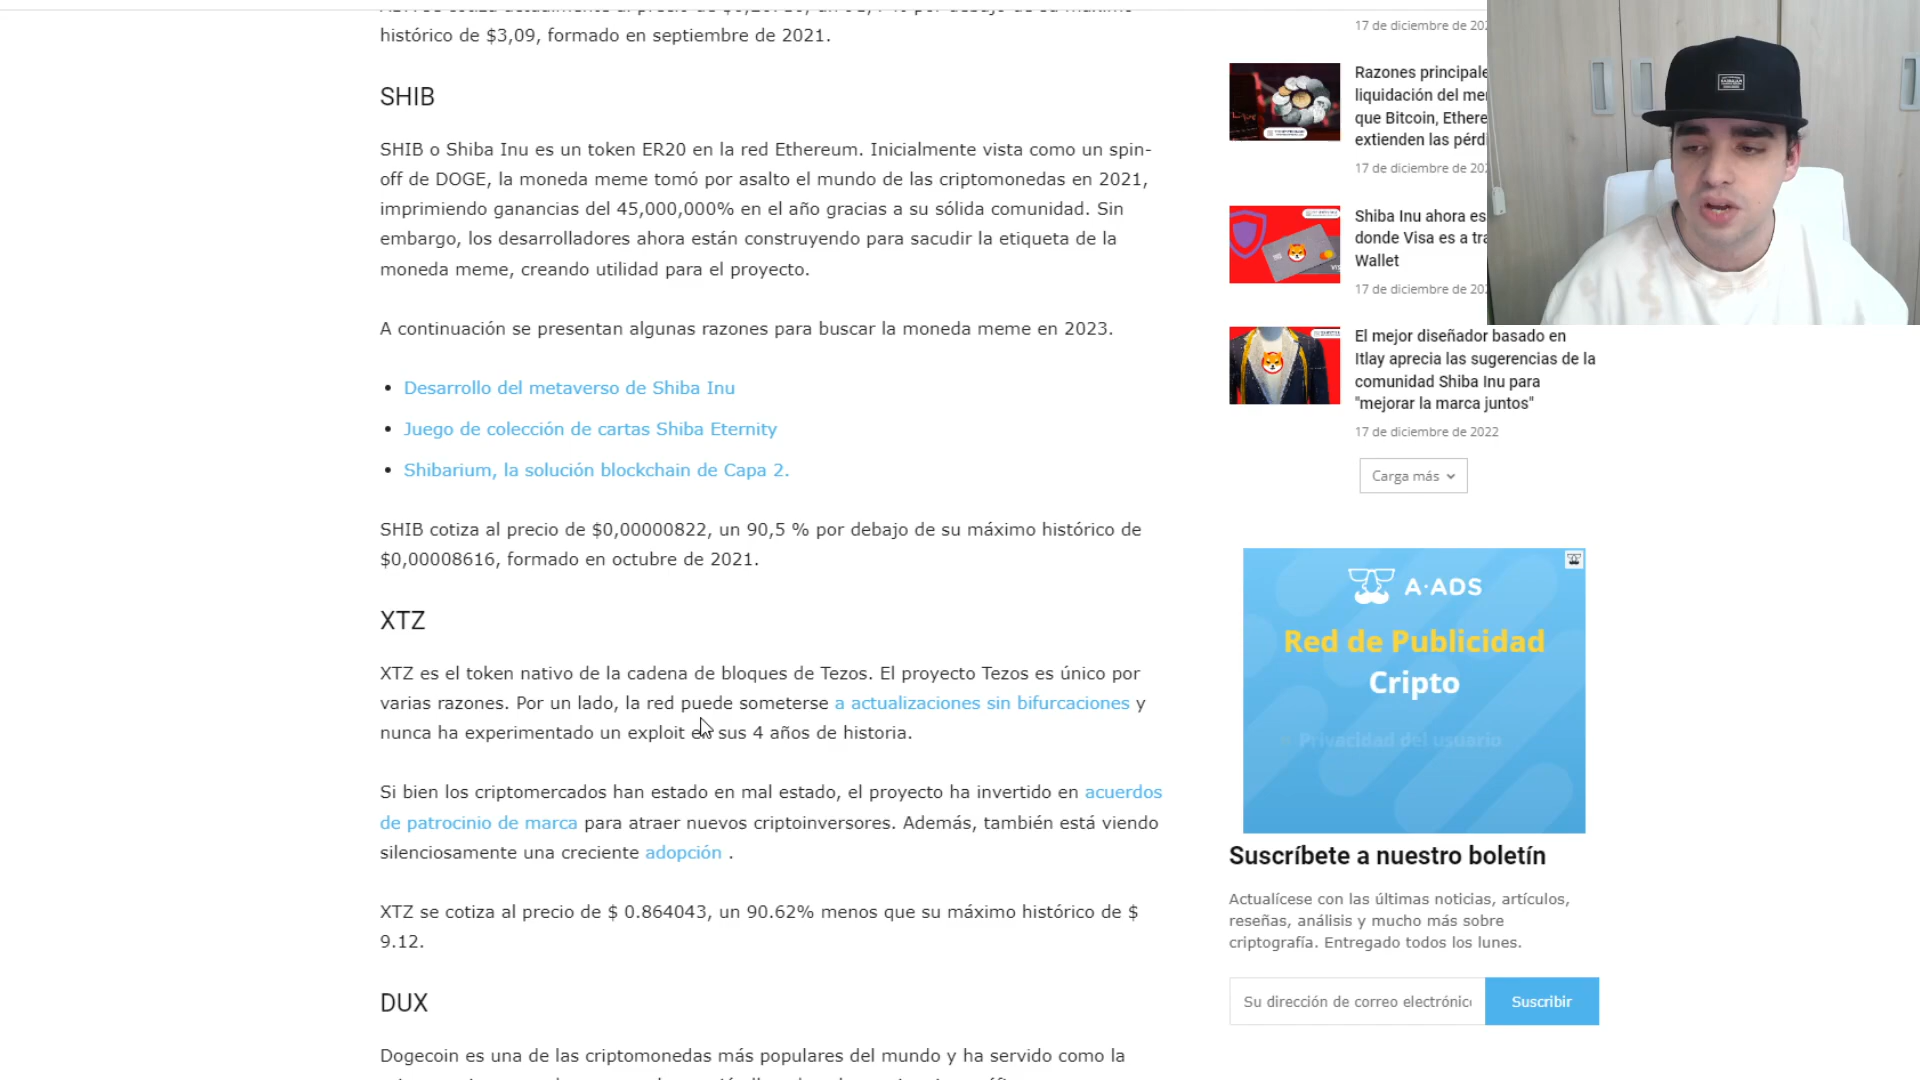 histórico de $3,09, formado en septiembre de 2021.
SHIB
SHIB o Shiba Inu es un token ER20 en la red Ethereum. Inicialmente vista como un spin-
off de DOGE, la moneda meme tomó por asalto el mundo de las criptomonedas en 2021,
imprimiendo ganancias del 45,000,000% en el año gracias a su sólida comunidad. Sin
embargo, los desarrolladores ahora están construyendo para sacudir la etiqueta de la
moneda meme, creando utilidad para el proyecto.
A continuación se presentan algunas razones para buscar la moneda meme en 2023.
Desarrollo del metaverso de Shiba Inu
Juego de colección de cartas Shiba Eternity
Shibarium, la solución blockchain de Capa 2.
SHIB cotiza al precio de $0,00000822, un 90,5 % por debajo de su máximo histórico de
$0,00008616, formado en octubre de 2021.
XTZ
XTZ es el token nativo de la cadena de bloques de Tezos. El proyecto Tezos es único por
varias razones. Por un lado, la red puede someterse a actualizaciones sin bifurcaciones y
nunca ha experimentado un exploit en sus 4 años de historia.
Si bien los criptomercados han estado en mal estado, el proyecto ha invertido en acuerdos
de patrocinio de marca para atraer nuevos criptoinversores. Además, también está viendo
silenciosamente una creciente adopción .
XTZ se cotiza al precio de $ 0.864043, un 90.62% menos que su máximo histórico de $
9.12.
DUX
Dogecoin es una de las criptomonedas más populares del mundo y ha servido como la
17 de diciembre de
Razones principale
liquidación del me
que Bitcoin, Ethere
extienden las pérdi
17 de diciembre de
Shiba Inu ahora es
donde Visa es a tra
Wallet
17 de diciembre de
El mejor diseñador basado en
Itlay aprecia las sugerencias de la
comunidad Shiba Inu para
"mejorar la marca juntos"
17 de diciembre de 2022
Carga más
A-ADS
Red de Publicidad
Cripto
Privacidad del usuario
Suscríbete a nuestro boletín
Actualícese con las últimas noticias, artículos,
reseñas, análisis y mucho más sobre
criptografía. Entregado todos los lunes.
Su dirección de correo electrónic
Suscribir